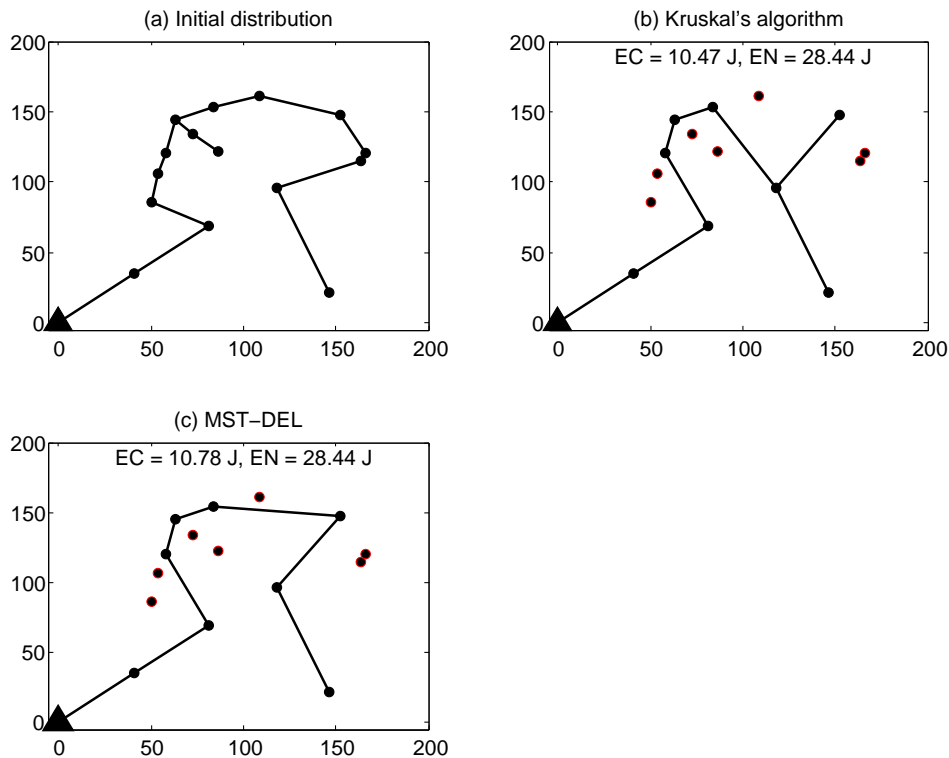 (a) Initial distribution
200
150
100
50
0
0 50 100 150 200
(b) Kruskal's algorithm
EC = 10.47 J, EN = 28.44 J
200
150
100
50
0
0 50 100 150 200
(c) MST−DEL
EC = 10.78 J, EN = 28.44 J
200
150
100
50
0
0 50 100 150 200